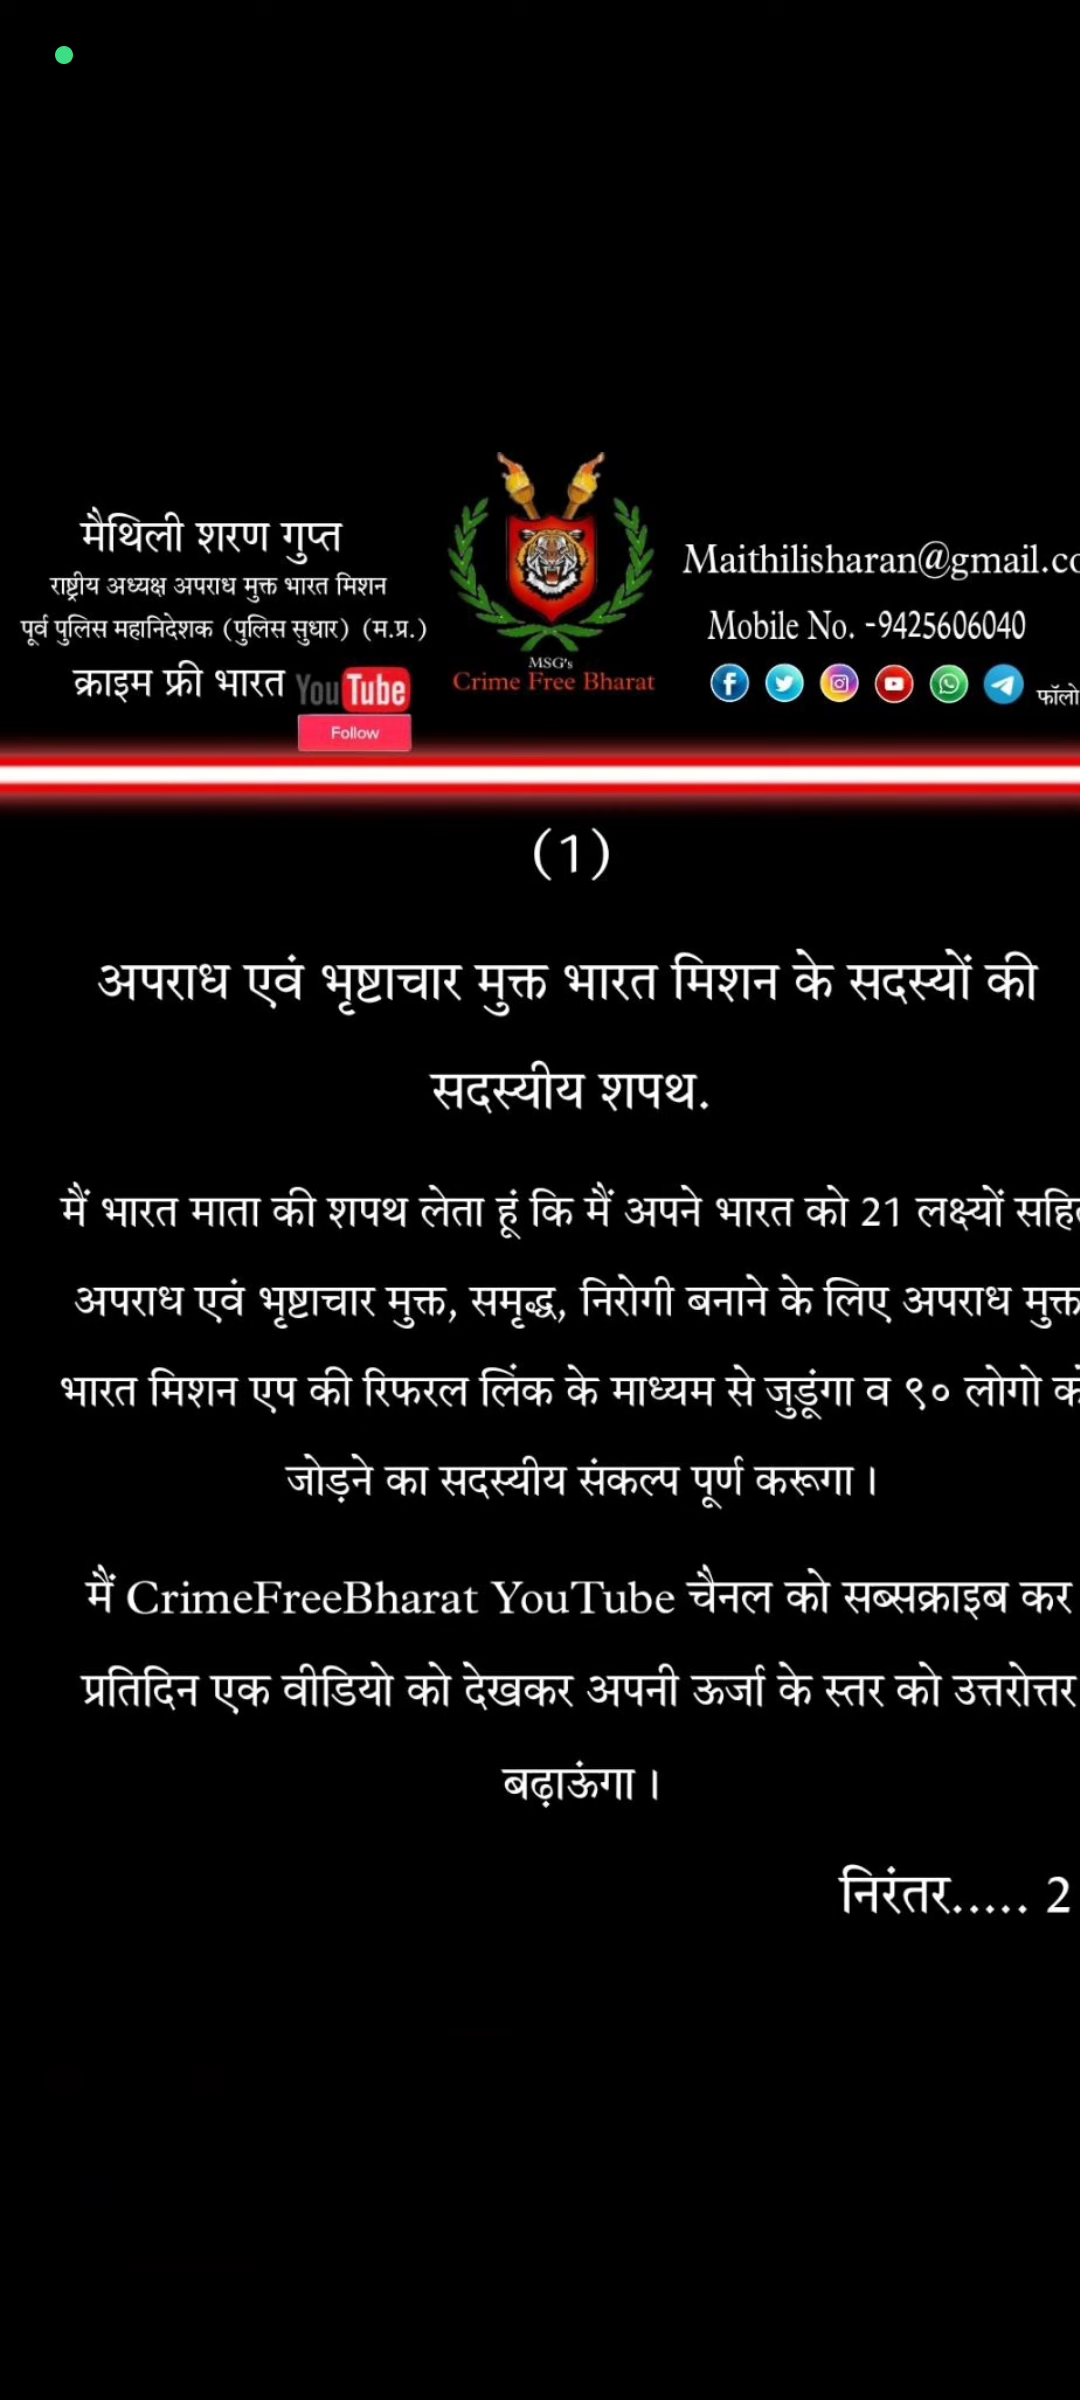 मैथिली शरण गुप्त
राष्ट्रीय अध्यक्ष अपराध मुक्त भारत मिशन
पूर्व पुलिस महानिदेशक (पुलिस सुधार) (म.प्र.)
क्राइम फ्री भारत YouTube
Follow
MSG's
Crime Free Bharat
Maithilisharan@gmail.co
Mobile No. -9425606040
फॉलो
(1)
अपराध एवं भृष्टाचार मुक्त भारत मिशन के सदस्यों की
सदस्यीय शपथ.
मैं भारत माता की शपथ लेता हूं कि मैं अपने भारत को 21 लक्ष्यों
अपराध एवं भृष्टाचार मुक्त, समृद्ध, निरोगी बनाने के लिए अपराध मुक्त
भारत मिशन एप की रिफरल लिंक के माध्यम से जुडूंगा व ९० लोगो
जोड़ने का सदस्यीय संकल्प पूर्ण करूगा ।
मैं CrimeFreeBharat YouTube चैनल को सब्सक्राइब कर
प्रतिदिन एक वीडियो को देखकर अपनी ऊर्जा के स्तर को उत्तरोत्तर
बढ़ाऊंगा ।
निरंतर..... 2